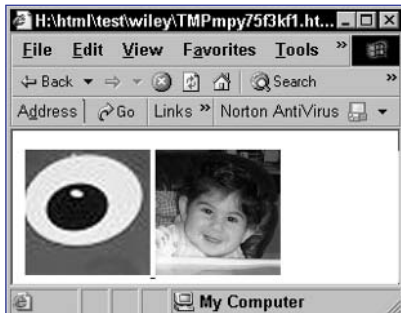 H:\html\test\wiley\TMPmpy75f3kf1.ht...
File Edit View Favorites Tools »
Back Search »
Address Go Links » Norton AntiVirus
My Computer